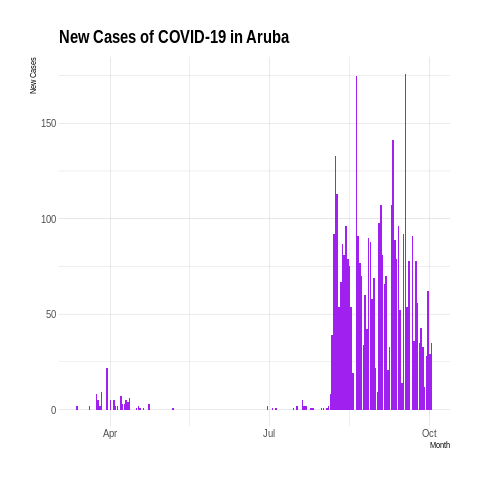 New Cases of COVID-19 in Aruba
New Cases
150
100
50
0
Apr
Jul
Oct
Month